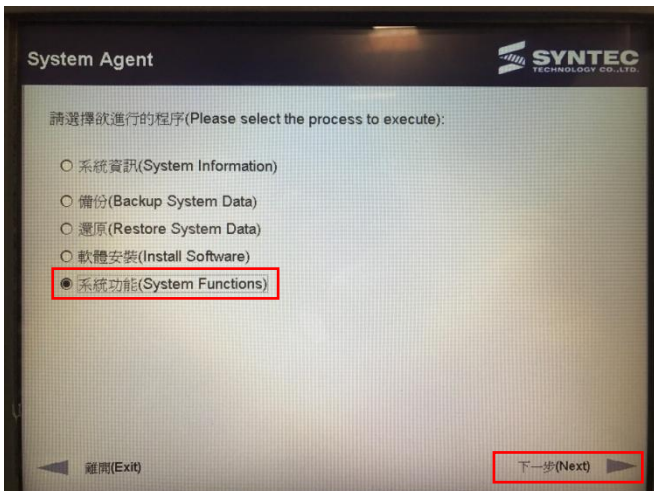 System Agent
SYNTEC
TECHNOLOGY CO.,LTD.
請選擇欲進行的程序(Please select the process to execute):
系統資訊(System Information)
備份(Backup System Data)
還原(Restore System Data)
軟體安裝(Install Software)
系統功能(System Functions)
離開(Exit)
下一步(Next)